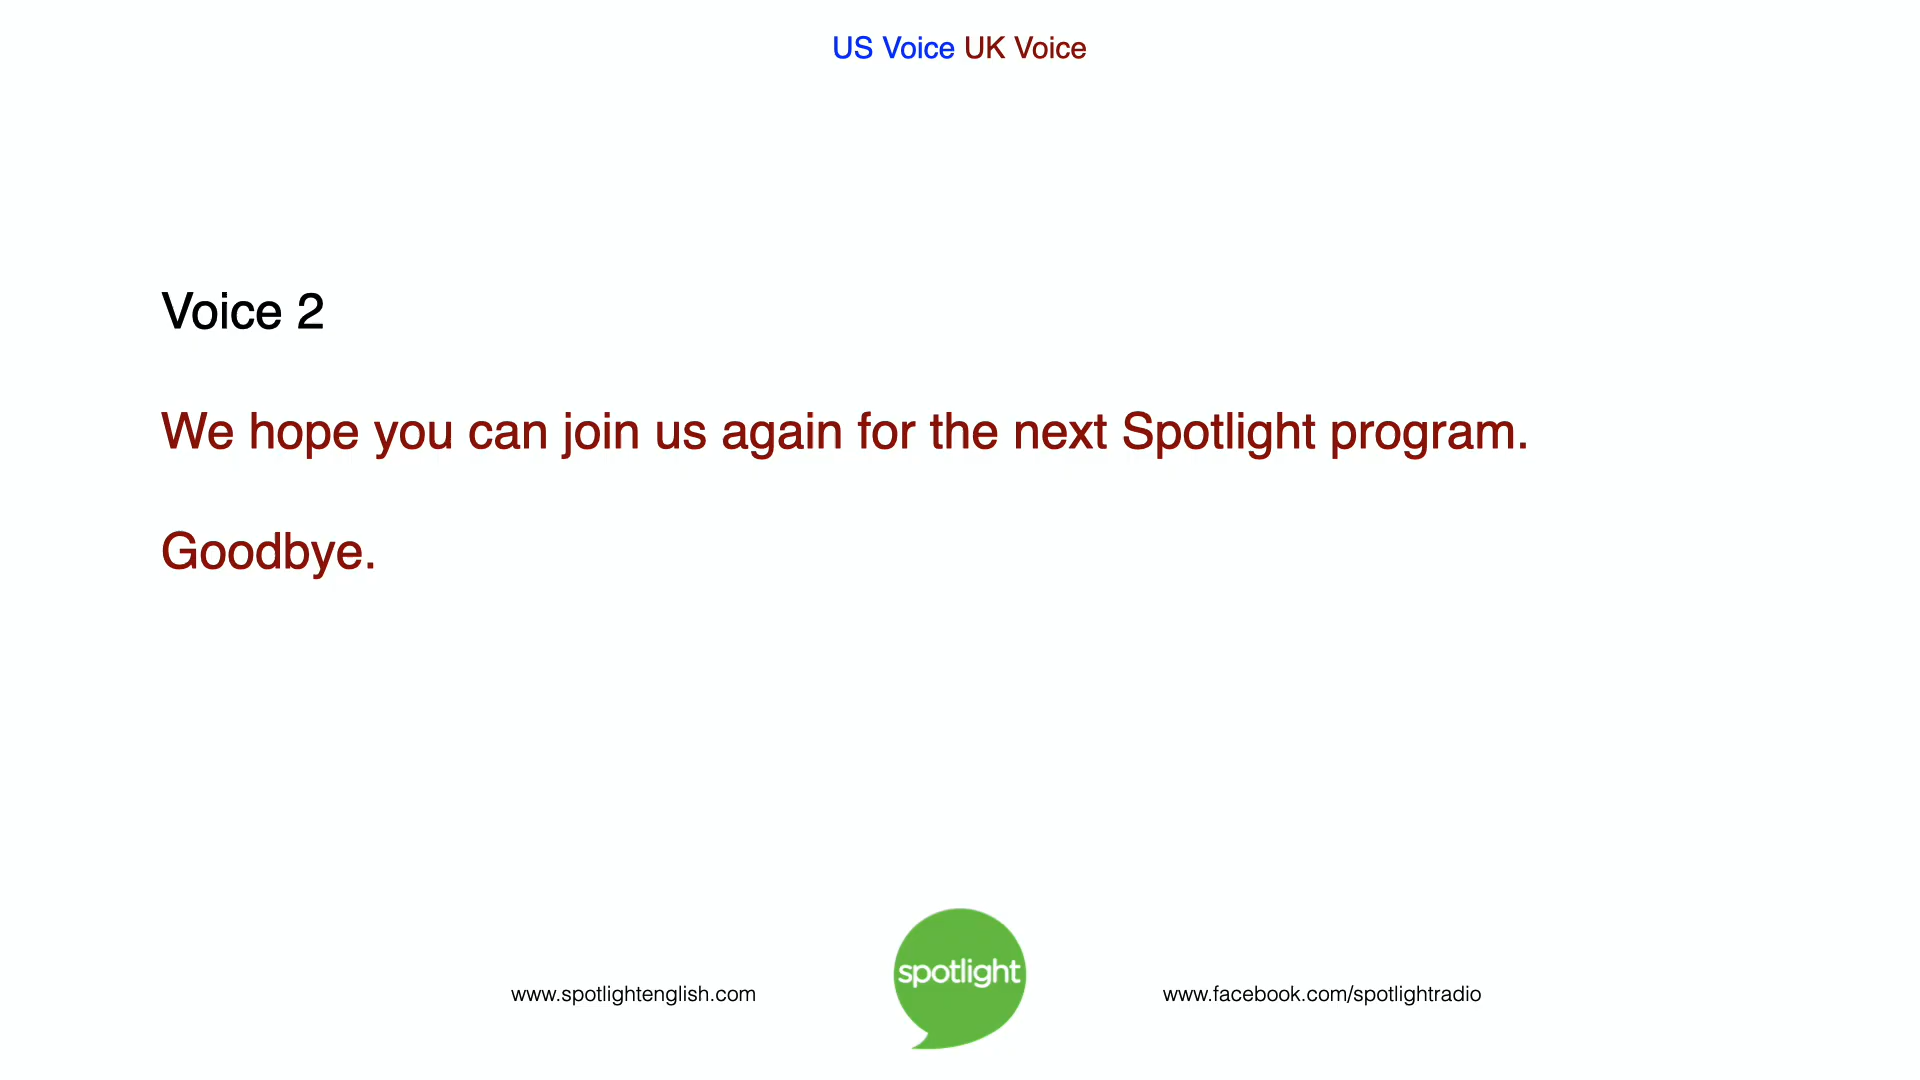 US Voice UK Voice
Voice 2
We hope you can join us again for the next Spotlight program.
Goodbye.
spotlight
www.spotlightenglish.com
www.facebook.com/spotlightradio